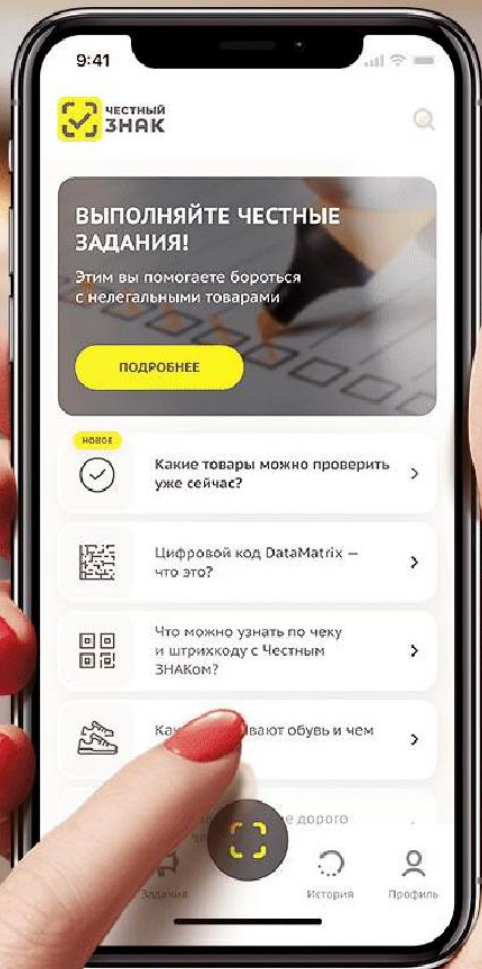 9:41
ЧЕСТНЫЙ
ЗНАК
ВЫПОЛНЯЙТЕ ЧЕСТНЫЕ
ЗАДАНИЯ!
Этим вы помогаете бороться
с нелегальными товарами
ПОДРОБНЕЕ
НОВОЕ
Какие товары можно проверить
уже сейчас?
Цифровой код DataMatrix —
что это?
Что можно узнать по чеку
и штрихкоду с Честным
ЗНАКом?
обувь и чем
дорого
Задания
История
Профиль